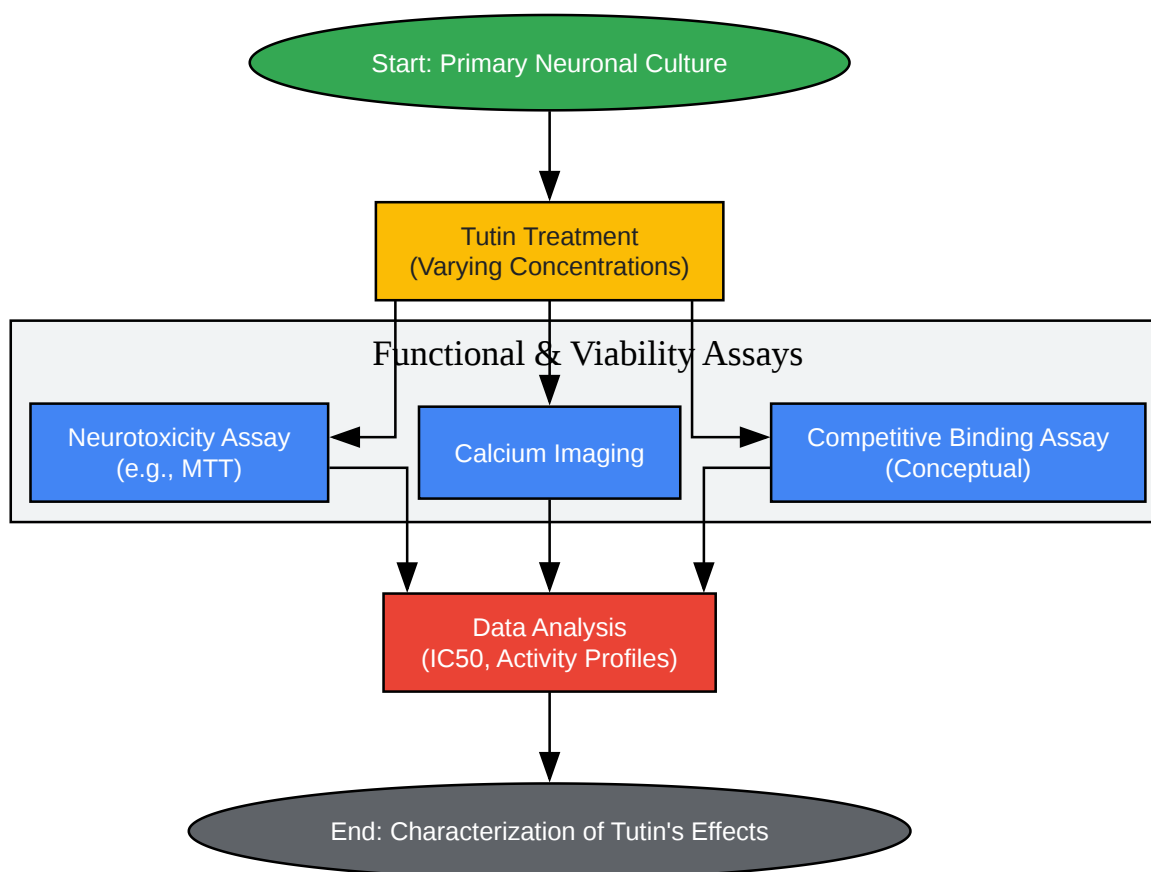 Start: Primary Neuronal Culture
Tutin Treatment
(Varying Concentrations)
Functional & Viability Assays
Neurotoxicity Assay
(e.g., MTT)
Calcium Imaging
Competitive Binding Assay
(Conceptual)
Data Analysis
(IC50, Activity Profiles)
End: Characterization of Tutin's Effects